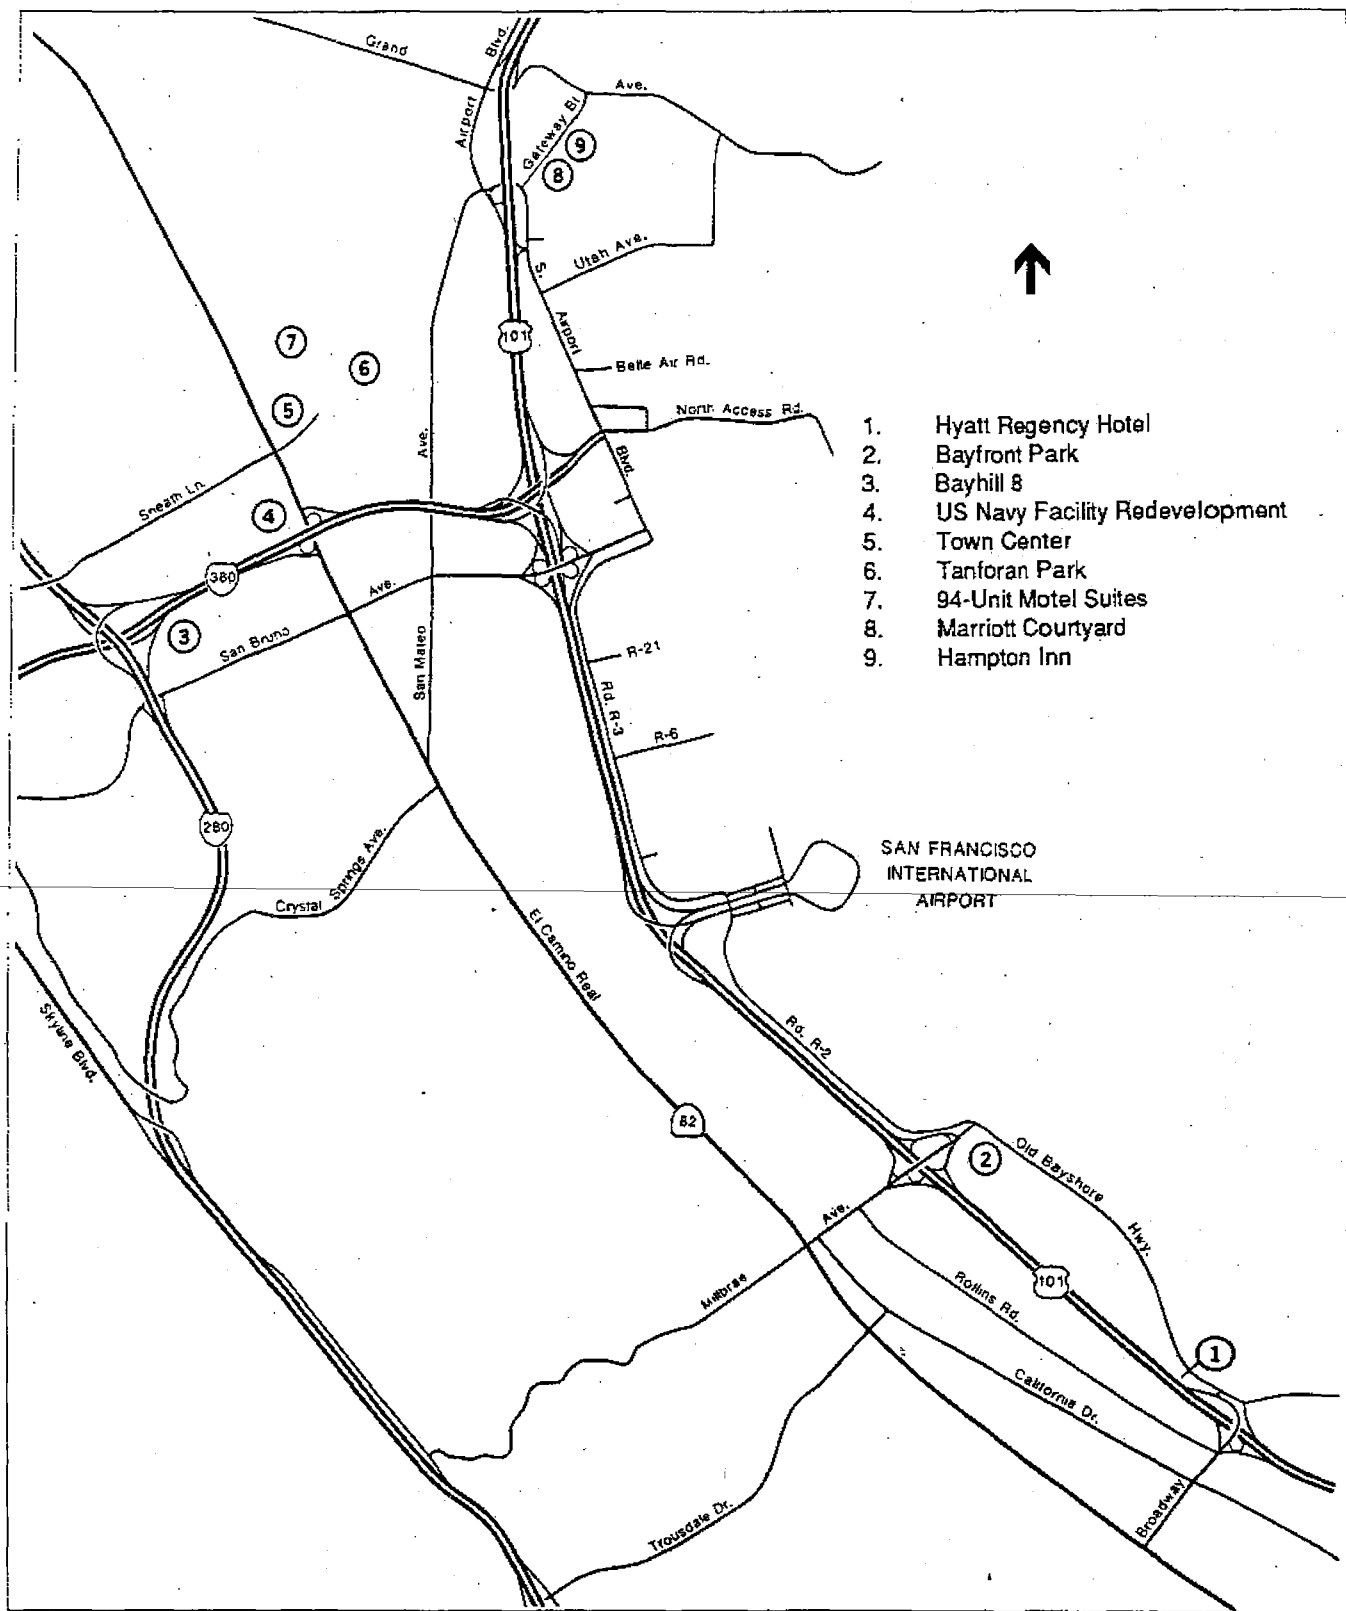 Grand
Blvd.
Airport
Ave.
Gateway Bl
9
8
Utah Ave.
S.
Airport
101
7
6
Belle Air Rd.
5
North Access Rd.
Ave.
Blvd.
Sneath Ln.
4
380
Ave.
3
San Bruno
San Mateo
R-21
Rd. R-3
R-6
1. Hyatt Regency Hotel
2. Bayfront Park
3. Bayhill 8
4. US Navy Facility Redevelopment
5. Town Center
6. Tanforan Park
7. 94-Unit Motel Suites
8. Marriott Courtyard
9. Hampton Inn
280
SAN FRANCISCO
INTERNATIONAL
AIRPORT
Crystal Springs Ave.
El Camino Real
Skyline Blvd.
Rd. R-2
82
2
Old Bayshore Hwy.
Ave.
Millbrae
Rollins Rd.
101
1
California Dr.
Trousdale Dr.
Broadway